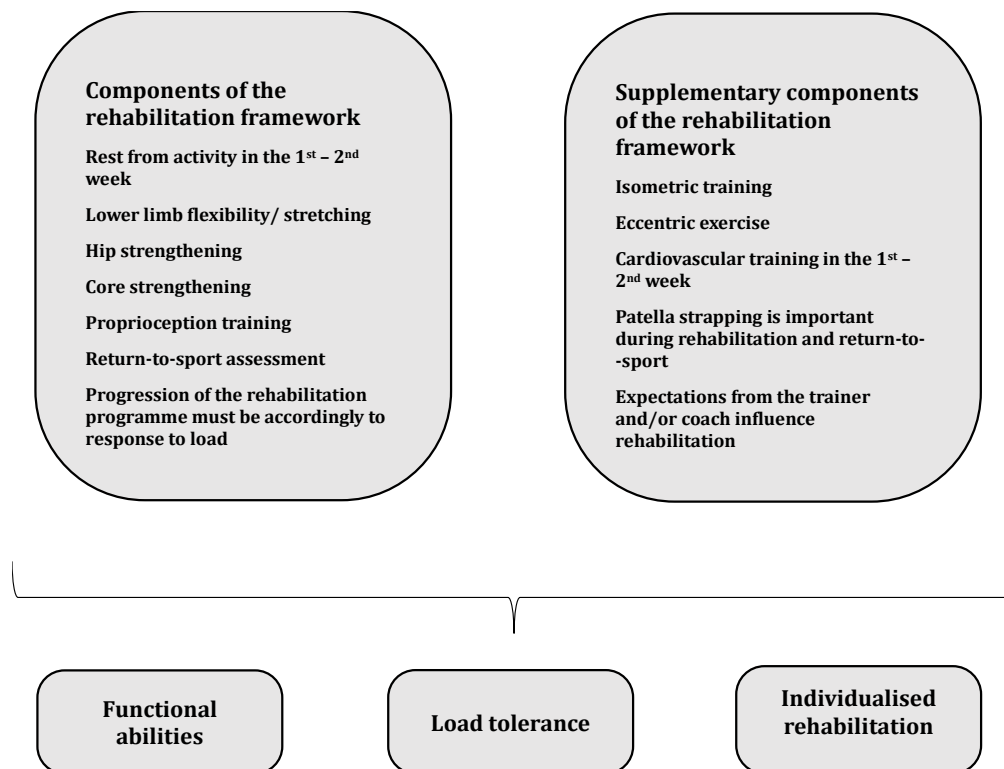 Components of the
rehabilitation framework
Rest from activity in the 1st – 2nd
week
Lower limb flexibility/ stretching
Hip strengthening
Core strengthening
Proprioception training
Return-to-sport assessment
Progression of the rehabilitation
programme must be accordingly to
response to load
Supplementary components
of the rehabilitation
framework
Isometric training
Eccentric exercise
Cardiovascular training in the 1st –
2nd week
Patella strapping is important
during rehabilitation and return-to-
-sport
Expectations from the trainer
and/or coach influence
rehabilitation
Functional
abilities
Load tolerance
Individualised
rehabilitation